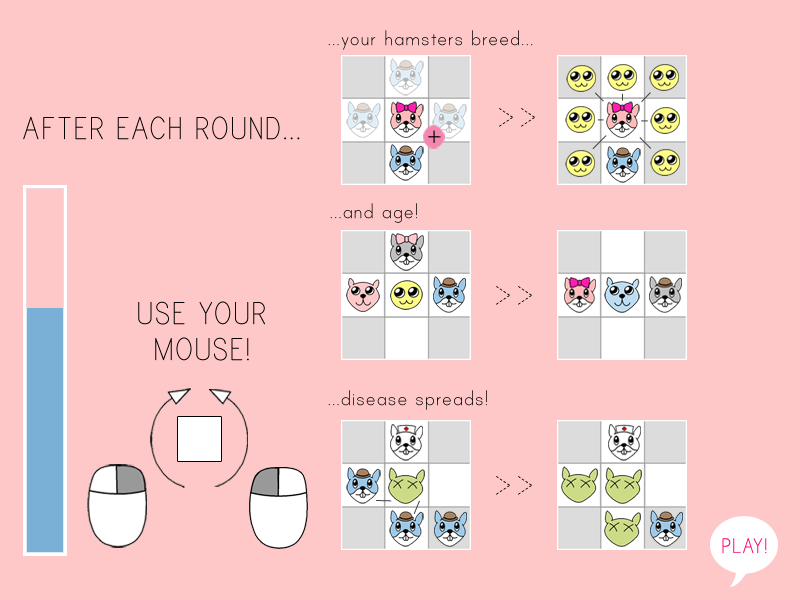 ...your hamsters breed...
AFTER EACH ROUND...
...and age!
USE YOUR
MOUSE!
...disease spreads!
PLAY!